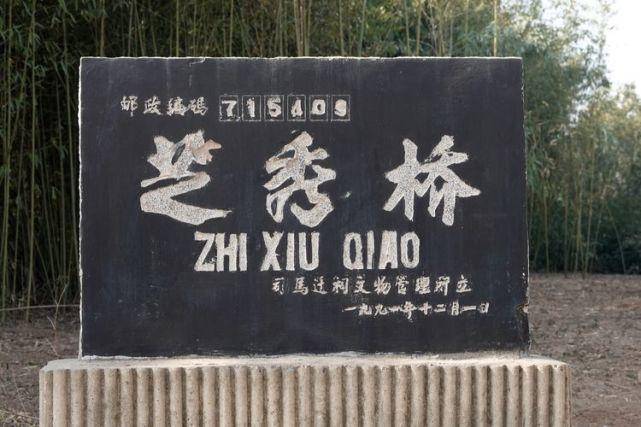 邮政编码 715409
芝秀桥
ZHI XIU QIAO
司马迁祠文物管理所立
一九九四年十二月一日